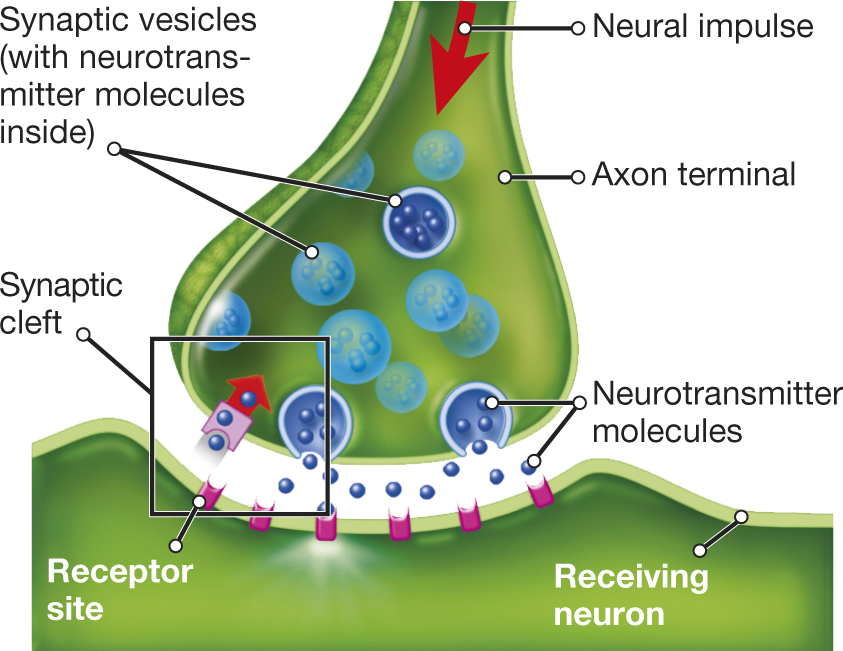 Synaptic vesicles
(with neurotrans-
mitter molecules
inside)
Neural impulse
Axon terminal
Synaptic
cleft
Neurotransmitter
molecules
Receptor
site
Receiving
neuron